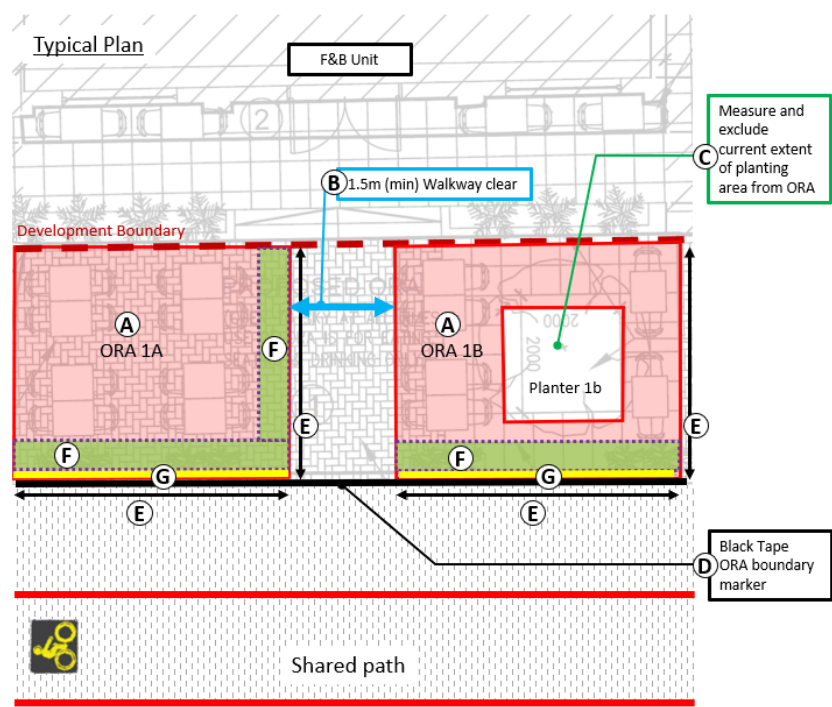 Typical Plan
F&B Unit
2
Measure and
exclude
current extent
of planting
area from ORA
C
B
1.5m (min) Walkway clear
Development Boundary
A
ORA 1A
F
A
ORA 1B
2000
2000
Planter 1b
E
E
F
F
G
G
E
E
D
Black Tape
ORA boundary
marker
Shared path